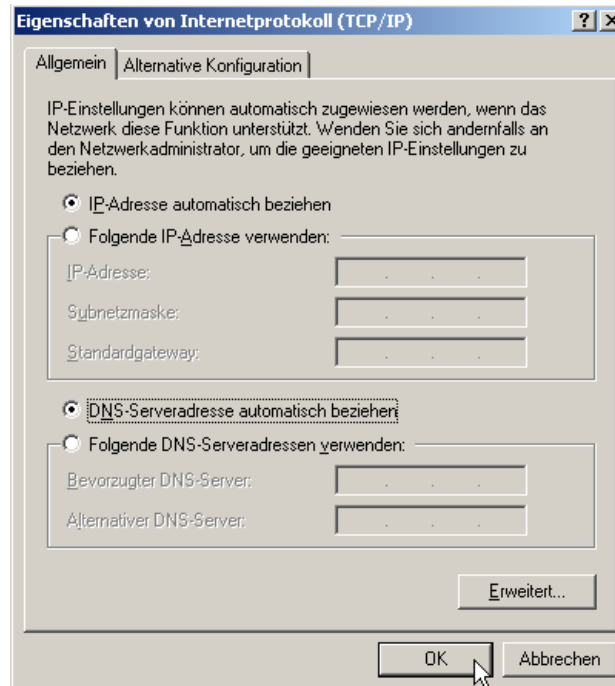 Eigenschaften von Internetprotokoll (TCP/IP)
Allgemein
Alternative Konfiguration
IP-Einstellungen können automatisch zugewiesen werden, wenn das
Netzwerk diese Funktion unterstützt. Wenden Sie sich andernfalls an
den Netzwerkadministrator, um die geeigneten IP-Einstellungen zu
beziehen.
IP-Adresse automatisch beziehen
Folgende IP-Adresse verwenden:
IP-Adresse:
Subnetzmaske:
Standardgateway:
DNS-Serveradresse automatisch beziehen
Folgende DNS-Serveradressen verwenden:
Bevorzugter DNS-Server:
Alternativer DNS-Server:
Erweitert...
OK
Abbrechen